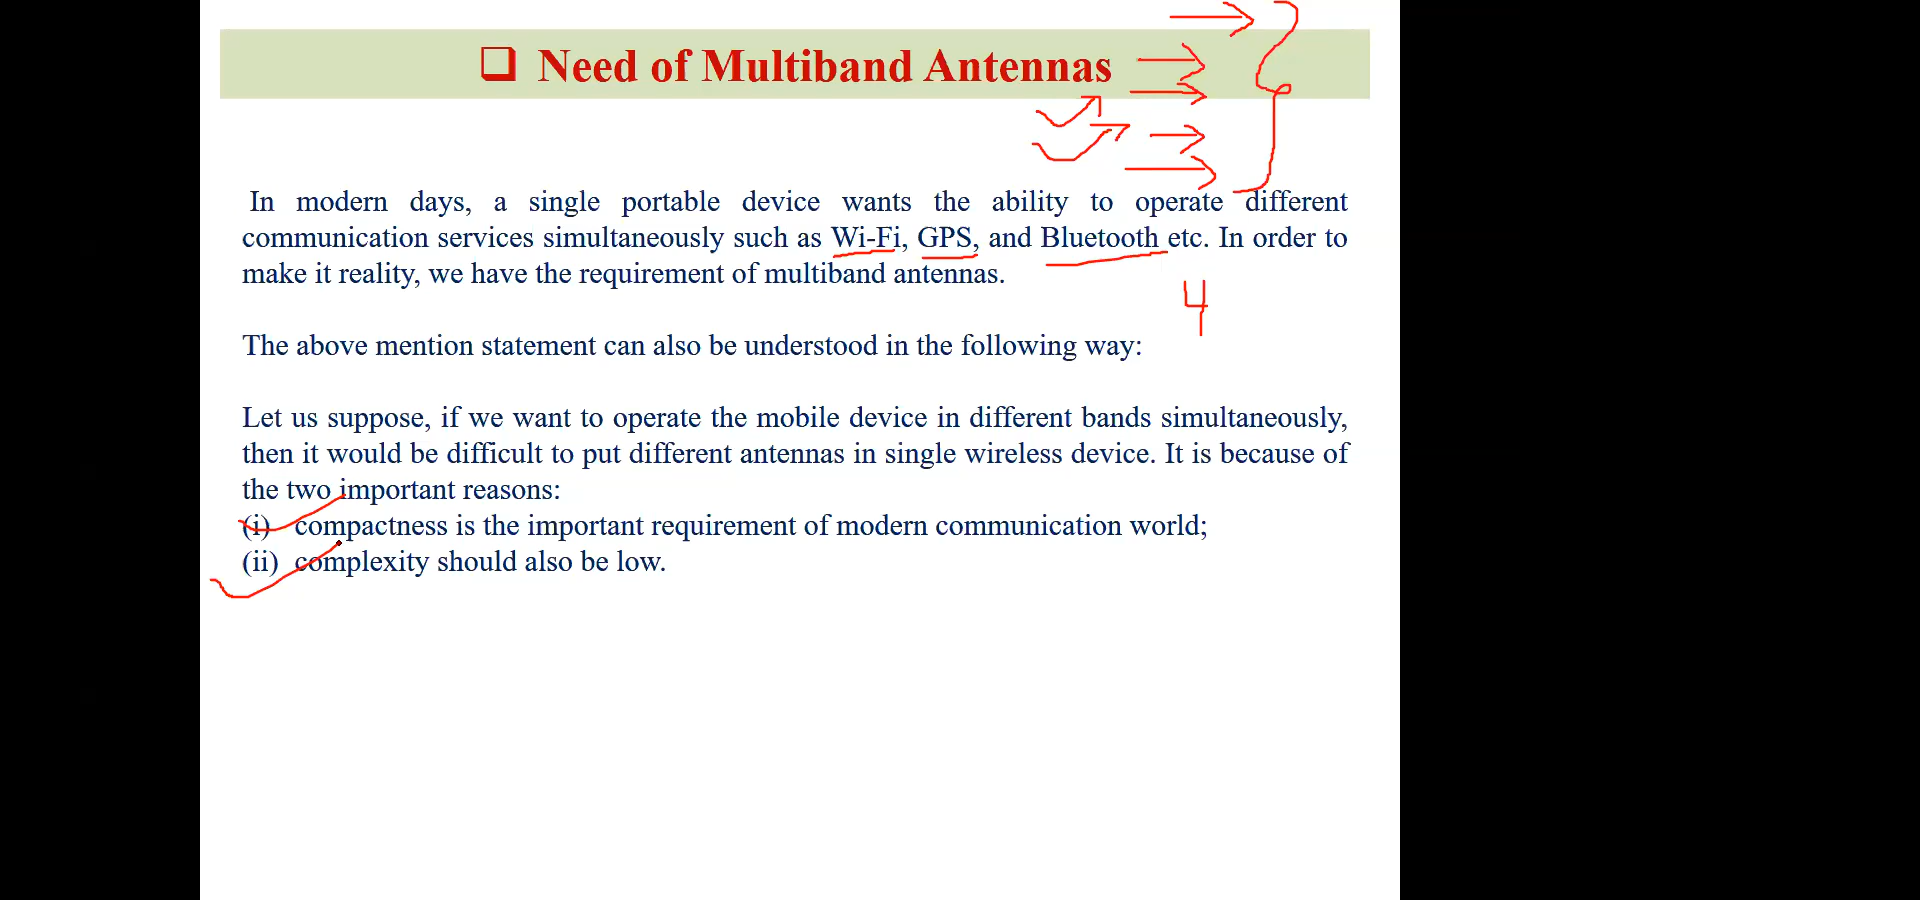 ❑ Need of Multiband Antennas
In modern days, a single portable device wants the ability to operate different
communication services simultaneously such as Wi-Fi, GPS, and Bluetooth etc. In order to
make it reality, we have the requirement of multiband antennas.
4
The above mention statement can also be understood in the following way:
Let us suppose, if we want to operate the mobile device in different bands simultaneously,
then it would be difficult to put different antennas in single wireless device. It is because of
the two important reasons:
(i) compactness is the important requirement of modern communication world;
(ii) complexity should also be low.